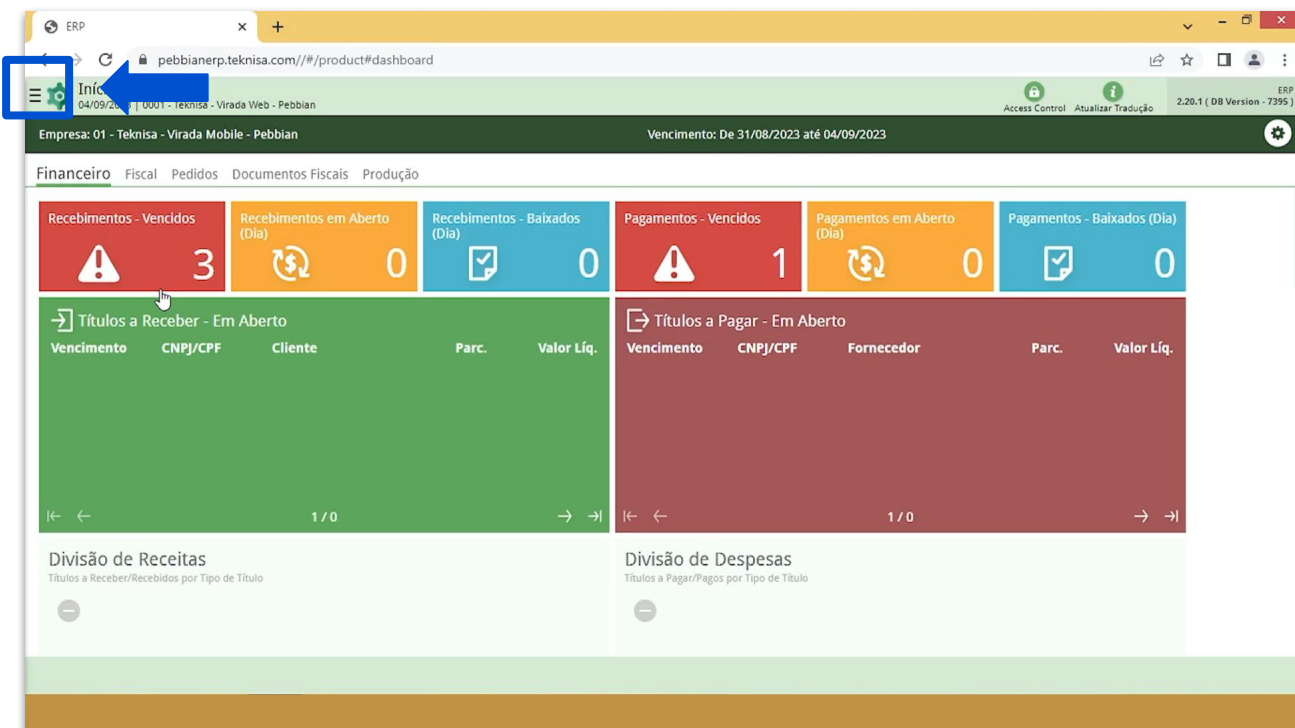 ERP
pebbianerp.teknisa.com//#/product#dashboard
04/09/20 | 0001 - Teknisa - Virada Web - Pebbian
Access Control
Atualizar Tradução
ERP
2.20.1 ( DB Version - 7395 )
Empresa: 01 - Teknisa - Virada Mobile - Pebbian
Vencimento: De 31/08/2023 até 04/09/2023
Financeiro Fiscal Pedidos Documentos Fiscais Produção
Recebimentos - Vencidos
3
Recebimentos em Aberto
(Dia)
0
Recebimentos - Baixados
(Dia)
0
Pagamentos - Vencidos
1
Pagamentos em Aberto
(Dia)
0
Pagamentos - Baixados (Dia)
0
Títulos a Receber - Em Aberto
Vencimento CNPJ/CPF Cliente Parc. Valor Líq.
1 / 0
Títulos a Pagar - Em Aberto
Vencimento CNPJ/CPF Fornecedor Parc. Valor Líq.
1 / 0
Divisão de Receitas
Títulos a Receber/Recebidos por Tipo de Título
Divisão de Despesas
Títulos a Pagar/Pagos por Tipo de Título